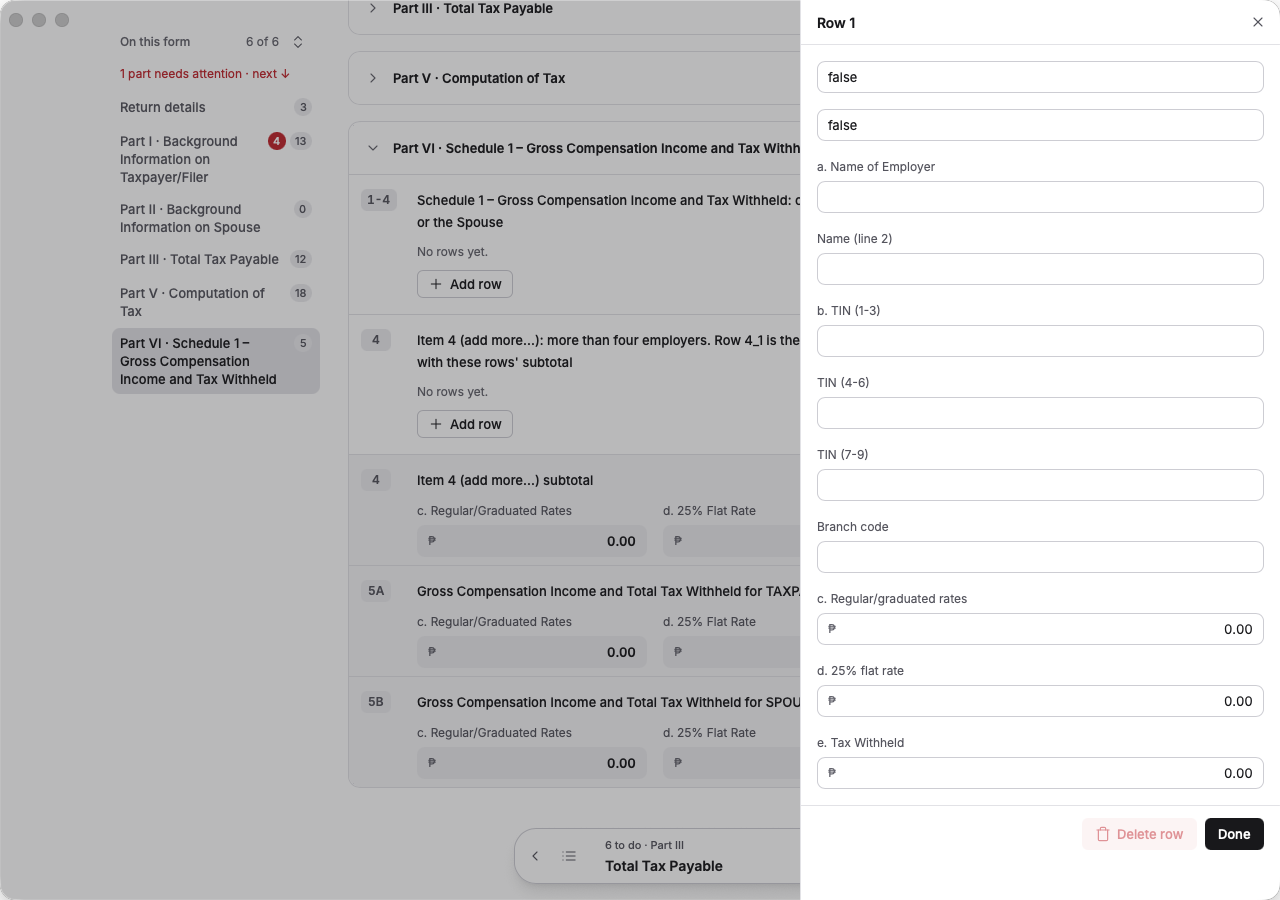 On this form
6 of 6
1 part needs attention · next ↓
Return details
3
Part I · Background
Information on
Taxpayer/Filer
4
13
Part II · Background
Information on Spouse
0
Part III · Total Tax Payable
12
Part V · Computation of
Tax
18
Part VI · Schedule 1 –
Gross Compensation
Income and Tax Withheld
5
Part III · Total Tax Payable
Part V · Computation of Tax
Part VI · Schedule 1 – Gross Compensation Income and Tax Withh
1-4
Schedule 1 – Gross Compensation Income and Tax Withheld:
or the Spouse
No rows yet.
Add row
4
Item 4 (add more...): more than four employers. Row 4_1 is the
with these rows' subtotal
No rows yet.
Add row
4
Item 4 (add more...) subtotal
c. Regular/Graduated Rates
d. 25% Flat Rate
₱ 0.00
₱
5A
Gross Compensation Income and Total Tax Withheld for TAXPA
c. Regular/Graduated Rates
d. 25% Flat Rate
₱ 0.00
₱
5B
Gross Compensation Income and Total Tax Withheld for SPOU
c. Regular/Graduated Rates
d. 25% Flat Rate
₱ 0.00
₱
6 to do · Part III
Total Tax Payable
Row 1
false
false
a. Name of Employer
Name (line 2)
b. TIN (1-3)
TIN (4-6)
TIN (7-9)
Branch code
c. Regular/graduated rates
₱ 0.00
d. 25% flat rate
₱ 0.00
e. Tax Withheld
₱ 0.00
Delete row
Done